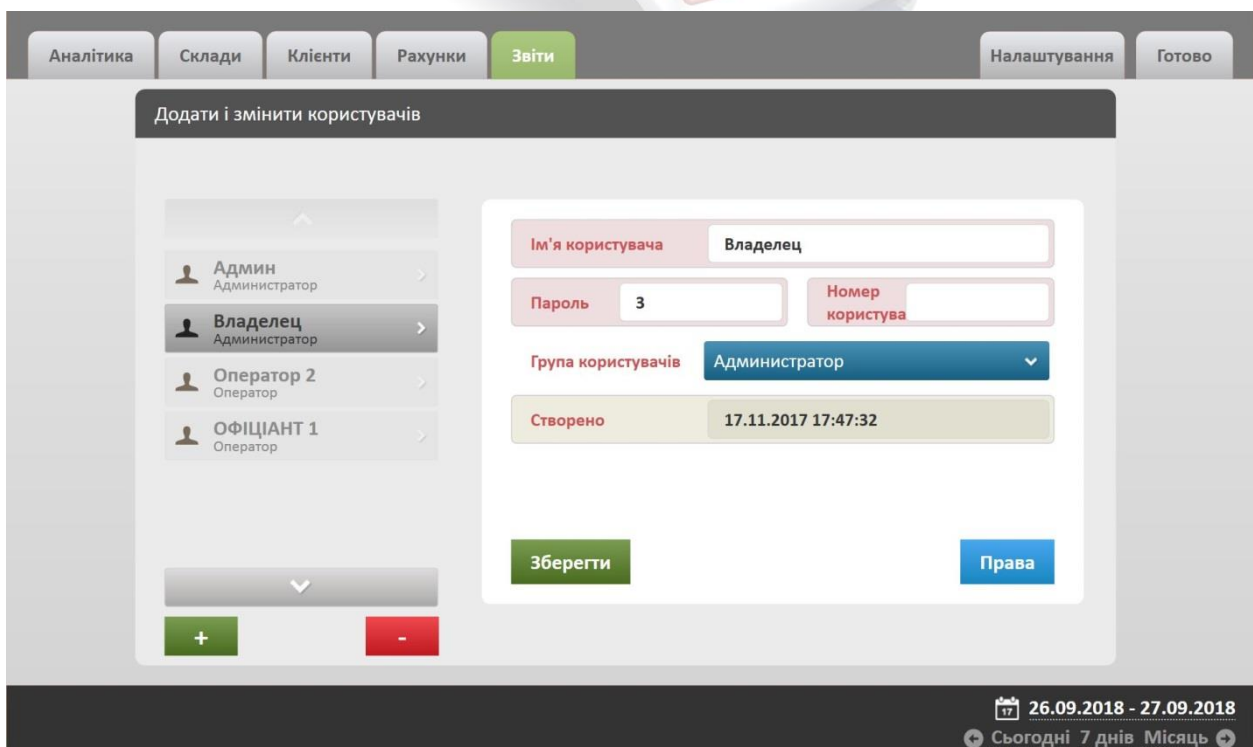 Аналітика Склади Клієнти Рахунки Звіти Налаштування Готово
Додати і змінити користувачів
Админ
Администратор
Владелец
Администратор
Оператор 2
Оператор
ОФІЦІАНТ 1
Оператор
+ -
Ім'я користувача Владелец
Пароль 3 Номер
користува
Група користувачів Администратор
Створено 17.11.2017 17:47:32
Зберегти Права
17 26.09.2018 - 27.09.2018
Сьогодні 7 днів Місяць